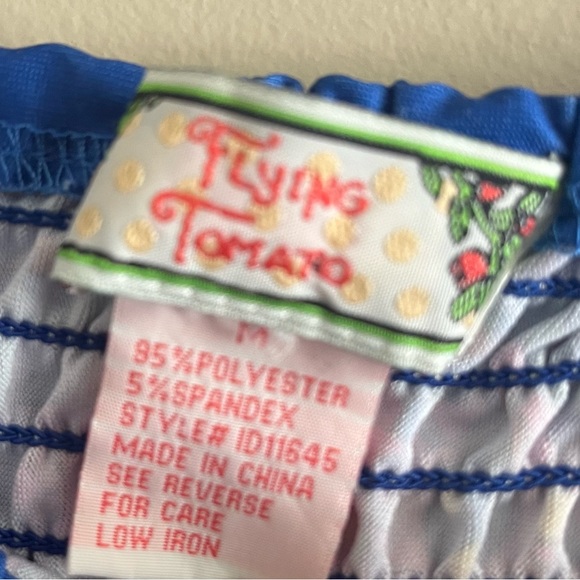 FLYING
TOMATO
M
95%POLYESTER
5%SPANDEX
STYLE# ID11645
MADE IN CHINA
SEE REVERSE
FOR CARE
LOW IRON